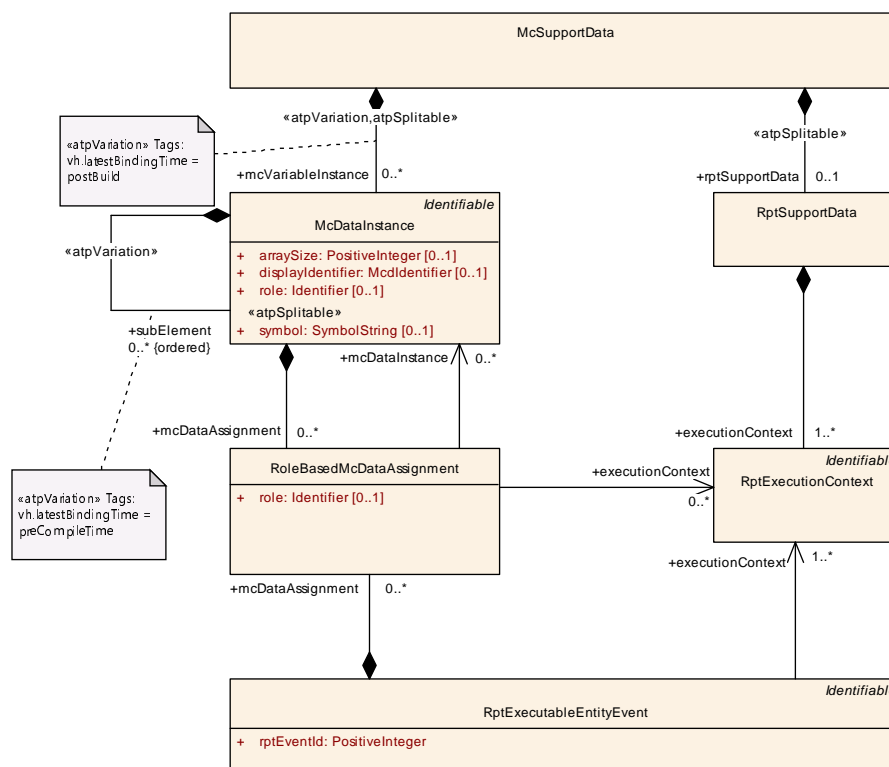 McSupportData
«atpVariation,atpSplitable»
«atpSplitable»
«atpVariation» Tags:
vh.latestBindingTime =
postBuild
+mcVariableInstance
0..*
+rptSupportData
0..1
Identifiable
McDataInstance
+ arraySize: PositiveInteger [0..1]
+ displayIdentifier: McdIdentifier [0..1]
+ role: Identifier [0..1]
«atpSplitable»
+ symbol: SymbolString [0..1]
RptSupportData
«atpVariation»
+subElement
0..* {ordered}
+mcDataInstance
0..*
+mcDataAssignment
0..*
+executionContext
1..*
«atpVariation» Tags:
vh.latestBindingTime =
preCompileTime
RoleBasedMcDataAssignment
+ role: Identifier [0..1]
+executionContext
0..*
Identifiable
RptExecutionContext
+mcDataAssignment
0..*
+executionContext
1..*
Identifiable
RptExecutableEntityEvent
+ rptEventId: PositiveInteger